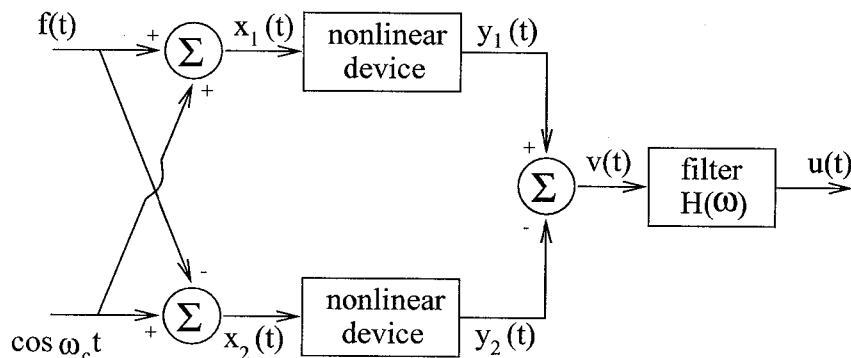 f(t)
+
Σ
+
x₁(t)
nonlinear
device
y₁(t)
+
Σ
-
v(t)
filter
H(ω)
u(t)
-
cos ω_c t
+
Σ
x₂(t)
nonlinear
device
y₂(t)